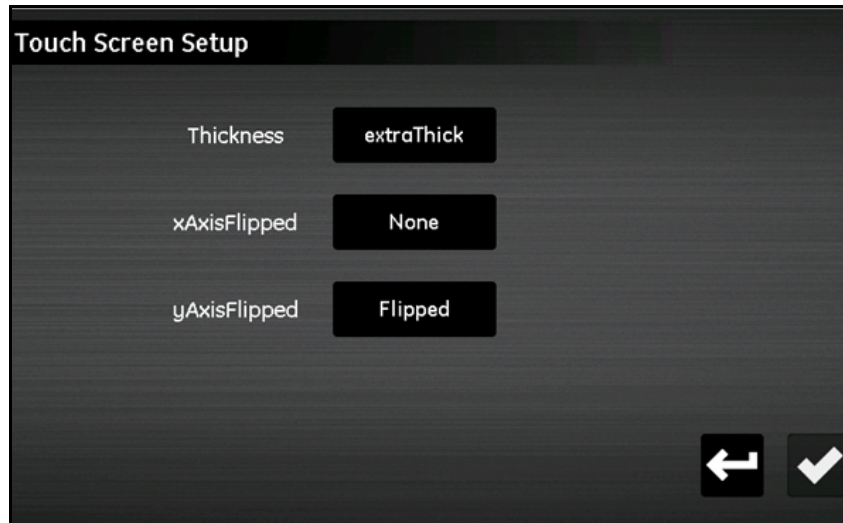 Touch Screen Setup
Thickness extraThick
xAxisFlipped None
yAxisFlipped Flipped